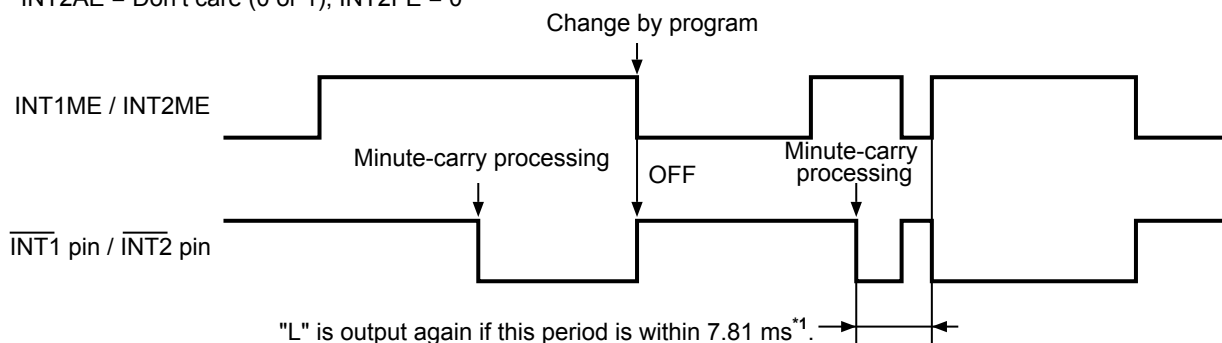 INT2AE = Don't care (0 or 1), INT2FE = 0
Change by program
INT1ME / INT2ME
Minute-carry processing
OFF
Minute-carry
processing
INT1 pin / INT2 pin
"L" is output again if this period is within 7.81 ms*1.